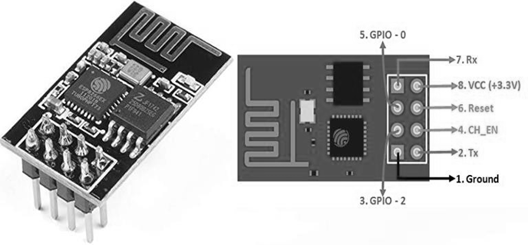 5. GPIO - 0
7. Rx
8. VCC (+3.3V)
6. Reset
4. CH_EN
2. Tx
1. Ground
3. GPIO - 2